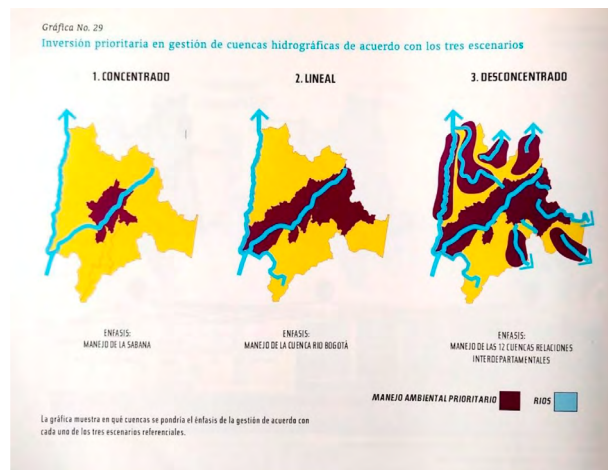 Gráfica No. 29
Inversión prioritaria en gestión de cuencas hidrográficas de acuerdo con los tres escenarios
1. CONCENTRADO
2. LINEAL
3. DESCONCENTRADO
ENFASIS:
MANEJO DE LA SABANA
ENFASIS:
MANEJO DE LA CUENCA RIO BOGOTÁ
ENFASIS:
MANEJO DE LAS 12 CUENCAS RELACIONES
INTERDEPARTAMENTALES
MANEJO AMBIENTAL PRIORITARIO
RIOS
La gráfica muestra en qué cuencas se pondría el énfasis de la gestión de acuerdo con
cada uno de los tres escenarios referenciales.